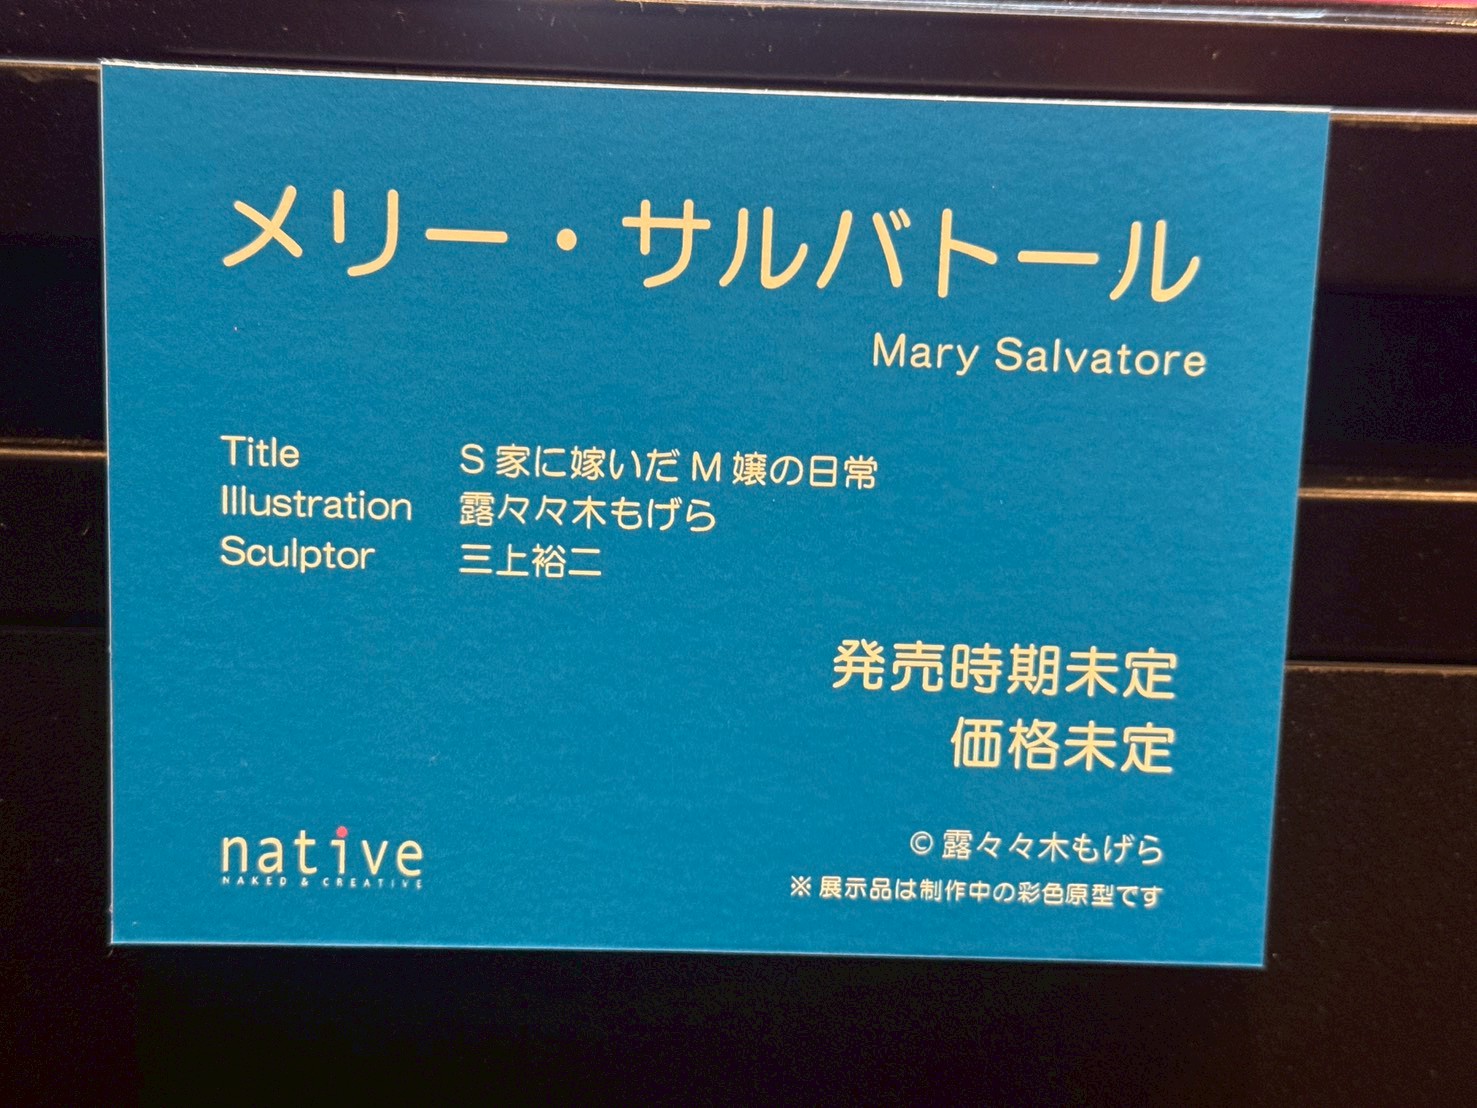 メリー・サルバトール
Mary Salvatore
Title S 家に嫁いだ M 嬢の日常
Illustration 露々々木もげら
Sculptor 三上裕二
発売時期未定
価格未定
native
NAKED & CREATIVE
© 露々々木もげら
※ 展示品は制作中の彩色原型です